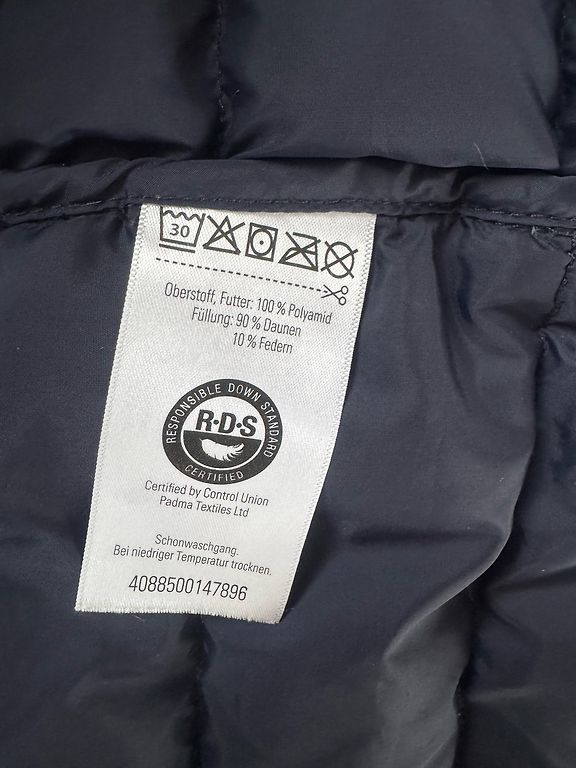 30
Oberstoff, Futter: 100 % Polyamid
Füllung: 90 % Daunen
10 % Federn
RESPONSIBLE DOWN STANDARD
R·D·S
CERTIFIED
Certified by Control Union
Padma Textiles Ltd
Schonwaschgang.
Bei niedriger Temperatur trocknen.
4088500147896